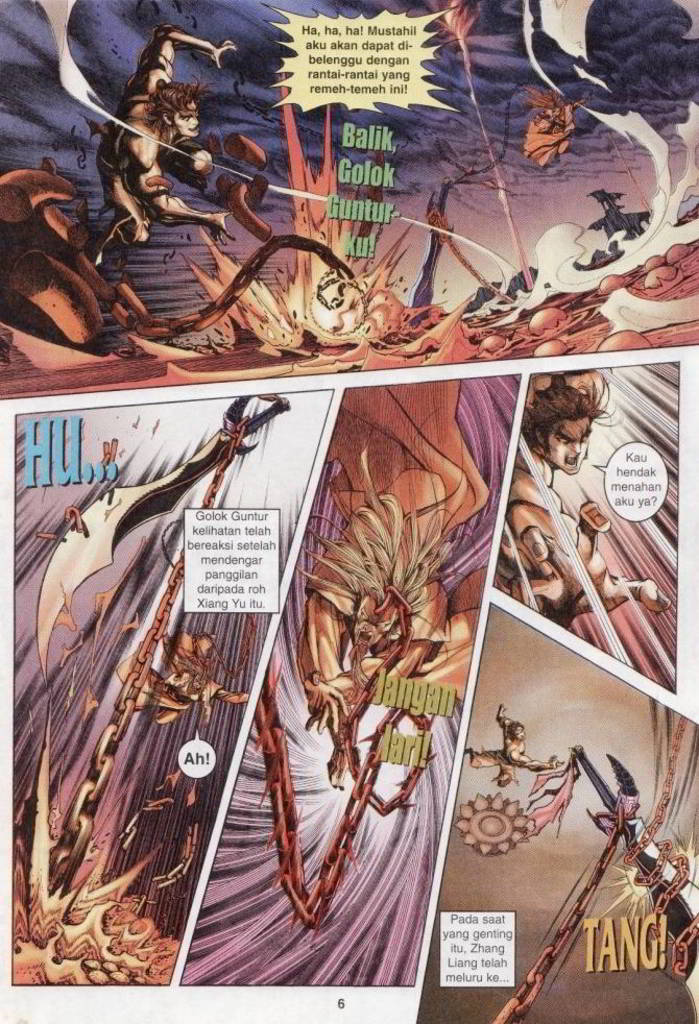 Ha, ha, ha! Mustahil
aku akan dapat di-
belenggu dengan
rantai-rantai yang
remeh-temeh ini!
Balik,
Golok
Guntur-
ku!
HU...
Golok Guntur
kelihatan telah
bereaksi setelah
mendengar
panggilan
daripada roh
Xiang Yu itu.
Ah!
Jangan
lari!
Kau
hendak
menahan
aku ya?
Pada saat
yang genting
itu, Zhang
Liang telah
meluru ke...
TANG!
6